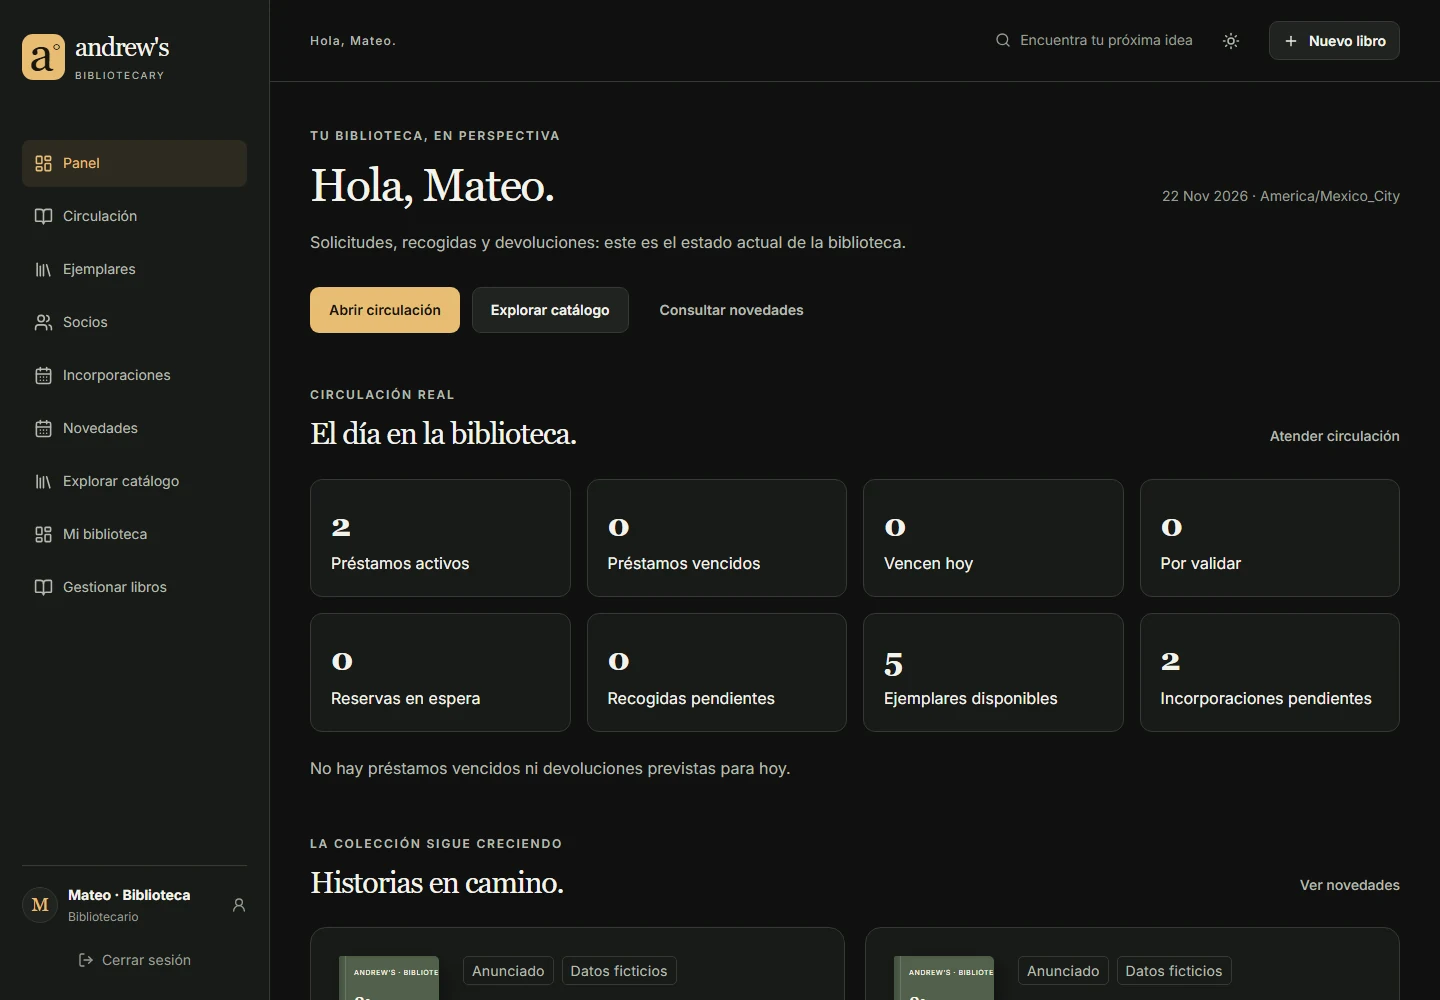 a°
andrew's
BIBLIOTECARY
Panel
Circulación
Ejemplares
Socios
Incorporaciones
Novedades
Explorar catálogo
Mi biblioteca
Gestionar libros
M
Mateo · Biblioteca
Bibliotecario
Cerrar sesión
Hola, Mateo.
Encuentra tu próxima idea
Nuevo libro
TU BIBLIOTECA, EN PERSPECTIVA
Hola, Mateo.
22 Nov 2026 · America/Mexico_City
Solicitudes, recogidas y devoluciones: este es el estado actual de la biblioteca.
Abrir circulación
Explorar catálogo
Consultar novedades
CIRCULACIÓN REAL
El día en la biblioteca.
Atender circulación
2
Préstamos activos
0
Préstamos vencidos
0
Vencen hoy
0
Por validar
0
Reservas en espera
0
Recogidas pendientes
5
Ejemplares disponibles
2
Incorporaciones pendientes
No hay préstamos vencidos ni devoluciones previstas para hoy.
LA COLECCIÓN SIGUE CRECIENDO
Historias en camino.
Ver novedades
ANDREW'S · BIBLIOTE
Anunciado
Datos ficticios
ANDREW'S · BIBLIOTE
Anunciado
Datos ficticios